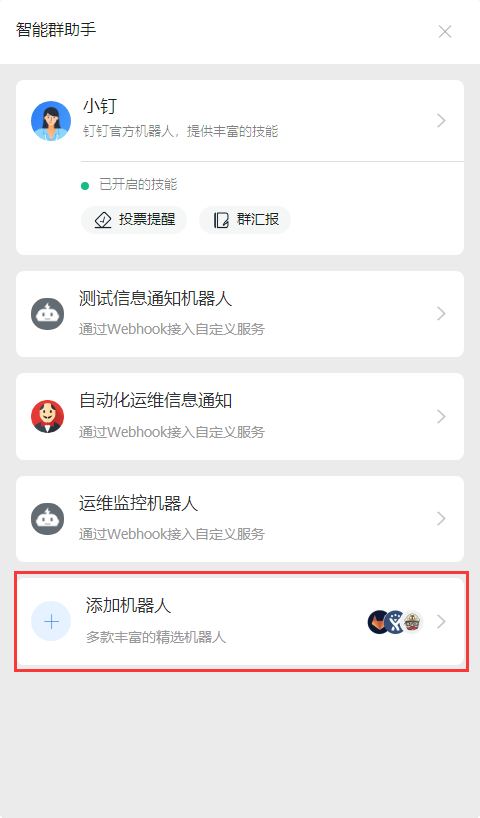 智能群助手
小钉
钉钉官方机器人，提供丰富的技能
已开启的技能
投票提醒 群汇报
测试信息通知机器人
通过Webhook接入自定义服务
自动化运维信息通知
通过Webhook接入自定义服务
运维监控机器人
通过Webhook接入自定义服务
添加机器人
多款丰富的精选机器人